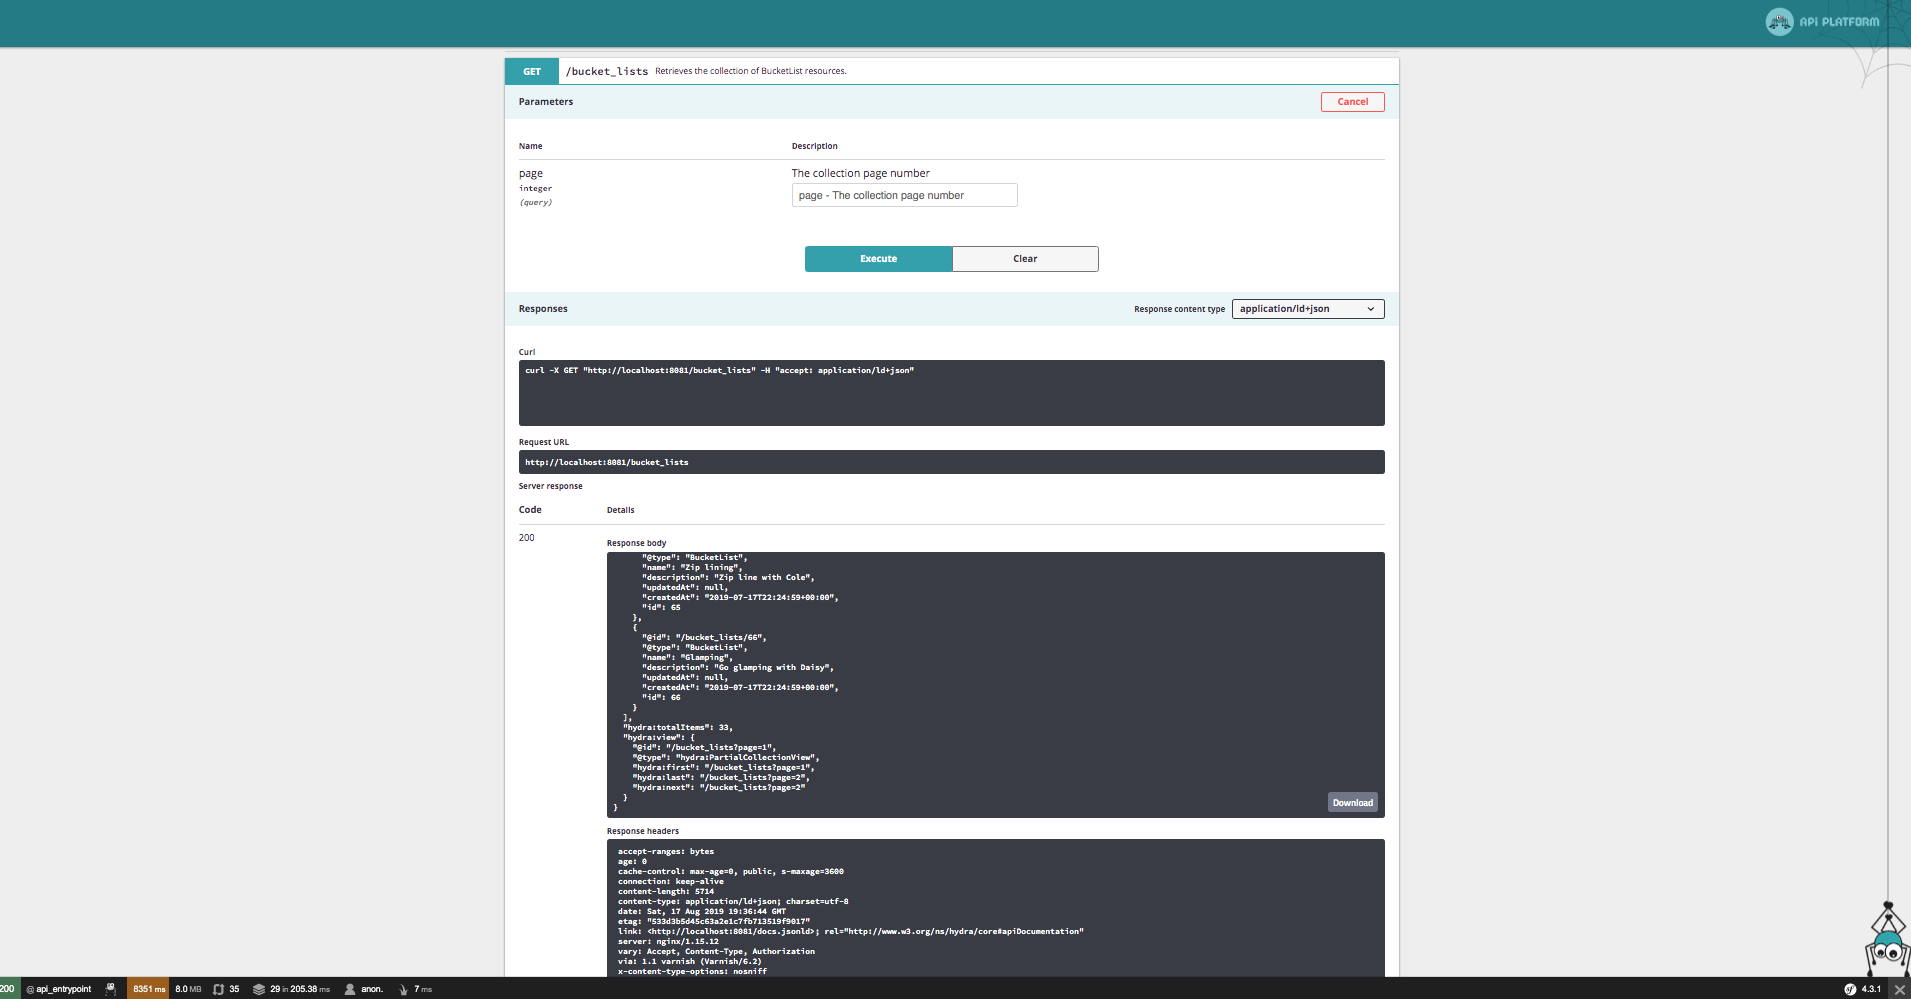 API PLATFORM
GET /bucket_lists Retrieves the collection of BucketList resources.
Parameters Cancel
Name Description
page The collection page number
integer page - The collection page number
(query)
Execute Clear
Responses Response content type application/ld+json
Curl
curl -X GET "http://localhost:8081/bucket_lists" -H "accept: application/ld+json"
Request URL
http://localhost:8081/bucket_lists
Server response
Code Details
200
Response body
"@type": "BucketList",
"name": "Zip lining",
"description": "Zip line with Cole",
"updatedAt": null,
"createdAt": "2019-07-17T22:24:59+00:00",
"id": 65
},
{
"@id": "/bucket_lists/66",
"@type": "BucketList",
"name": "Glamping",
"description": "Go glamping with Daisy",
"updatedAt": null,
"createdAt": "2019-07-17T22:24:59+00:00",
"id": 66
}
],
"hydra:totalItems": 33,
"hydra:view": {
"@id": "/bucket_lists?page=1",
"@type": "hydra:PartialCollectionView",
"hydra:first": "/bucket_lists?page=1",
"hydra:last": "/bucket_lists?page=2",
"hydra:next": "/bucket_lists?page=2"
}
}
Download
Response headers
accept-ranges: bytes
age: 0
cache-control: max-age=0, public, s-maxage=3600
connection: keep-alive
content-length: 5714
content-type: application/ld+json; charset=utf-8
date: Sat, 17 Aug 2019 19:36:44 GMT
etag: "533d3b5d45c63a2e1c7fb713519f9017"
link: <http://localhost:8081/docs.jsonld>; rel="http://www.w3.org/ns/hydra/core#apiDocumentation"
server: nginx/1.15.12
vary: Accept, Content-Type, Authorization
via: 1.1 varnish (Varnish/6.2)
x-content-type-options: nosniff
200 @ api_entrypoint 8351 ms 8.0 MB 35 29 in 205.38 ms anon. 7 ms sf 4.3.1